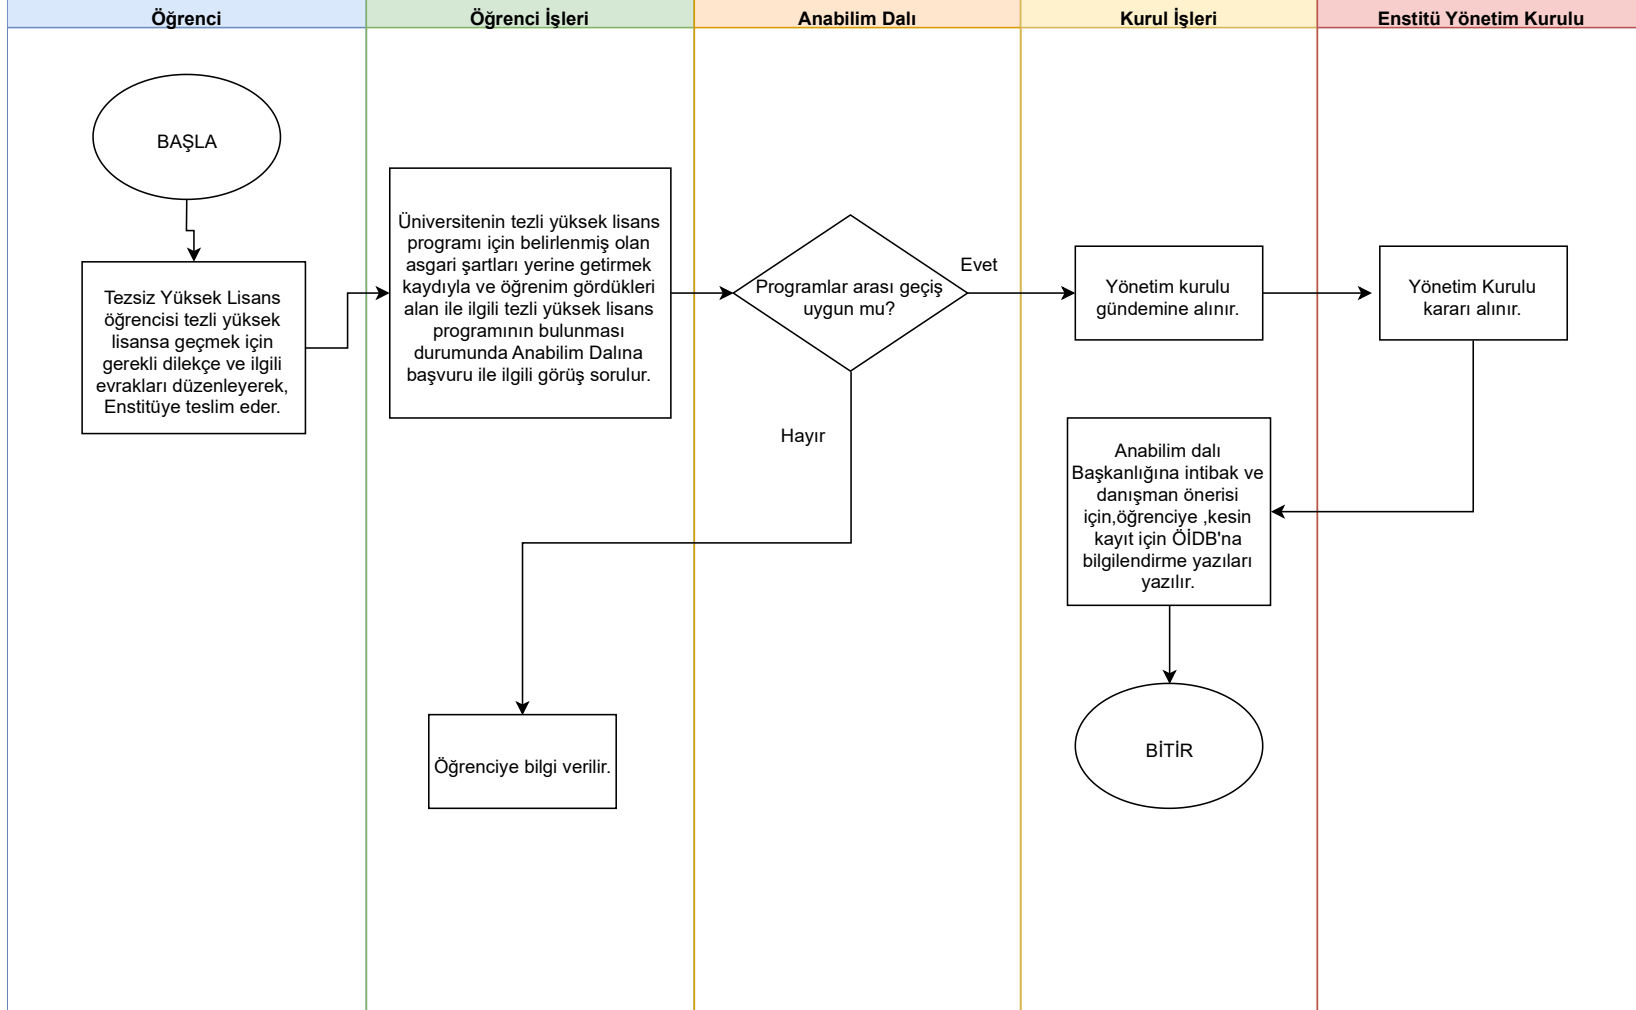 Öğrenci
Öğrenci İşleri
Anabilim Dalı
Kurul İşleri
Enstitü Yönetim Kurulu
BAŞLA
Tezsiz Yüksek Lisans
öğrencisi tezli yüksek
lisansa geçmek için
gerekli dilekçe ve ilgili
evrakları düzenleyerek,
Enstitüye teslim eder.
Üniversitenin tezli yüksek lisans
programı için belirlenmiş olan
asgari şartları yerine getirmek
kaydıyla ve öğrenim gördükleri
alan ile ilgili tezli yüksek lisans
programının bulunması
durumunda Anabilim Dalına
başvuru ile ilgili görüş sorulur.
Programlar arası geçiş
uygun mu?
Evet
Hayır
Yönetim kurulu
gündemine alınır.
Yönetim Kurulu
kararı alınır.
Anabilim dalı
Başkanlığına intibak ve
danışman önerisi
için,öğrenciye ,kesin
kayıt için ÖİDB'na
bilgilendirme yazıları
yazılır.
Öğrenciye bilgi verilir.
BİTİR